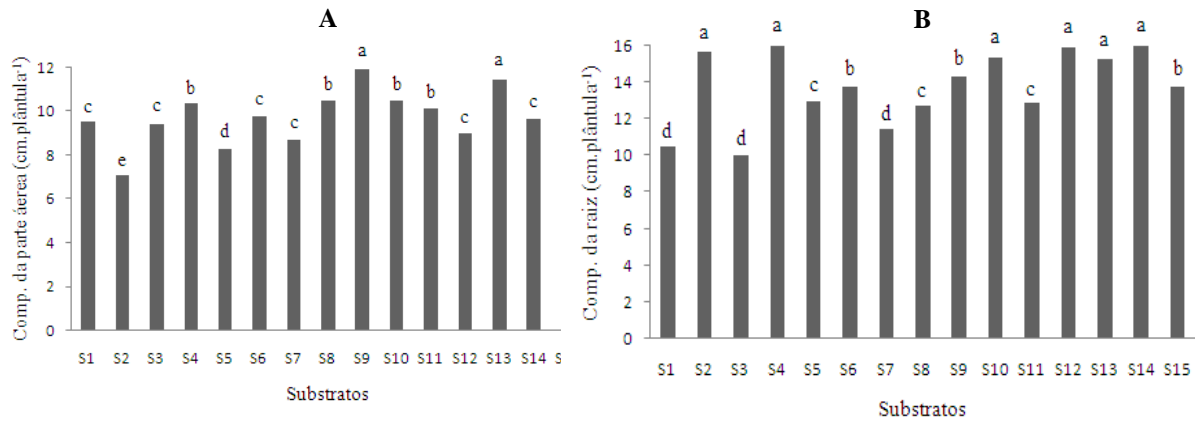 A
Comp. da parte áerea (cm.plântula-1)
12
10
8
6
4
2
0
c
e
c
b
d
c
c
b
a
b
b
c
a
c
S1 S2 S3 S4 S5 S6 S7 S8 S9 S10 S11 S12 S13 S14 S
Substratos
B
Comp. da raiz (cm.plântula-1)
16
14
12
10
8
6
4
2
0
d
a
d
a
c
b
d
c
b
a
c
a
a
a
b
S1 S2 S3 S4 S5 S6 S7 S8 S9 S10 S11 S12 S13 S14 S15
Substratos